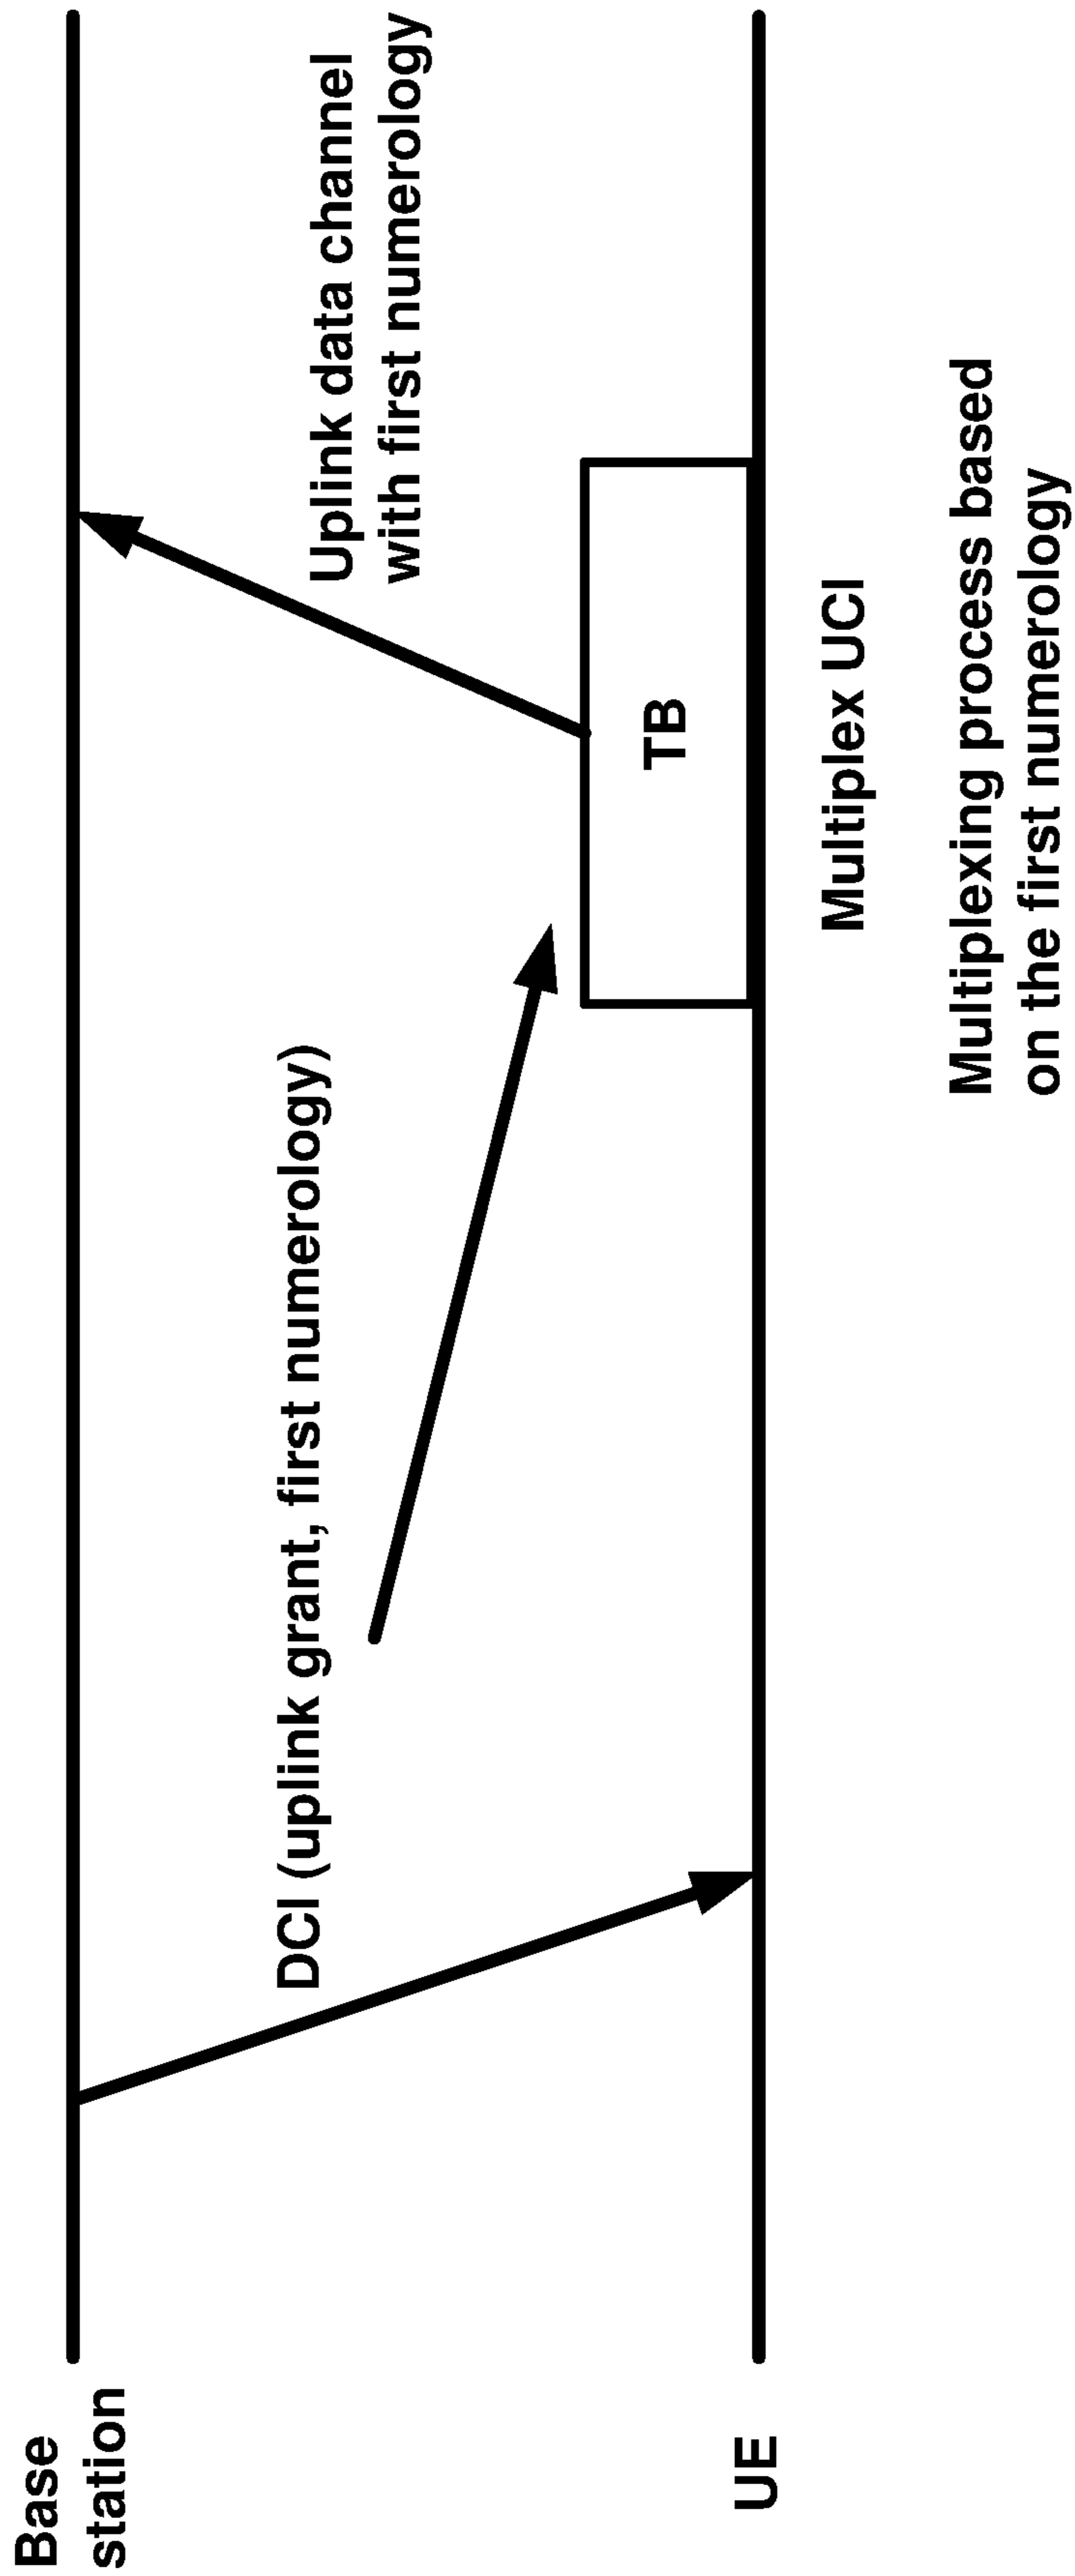 Base
station
DCI (uplink grant, first numerology)
Uplink data channel
with first numerology
TB
UE
Multiplex UCI
Multiplexing process based
on the first numerology